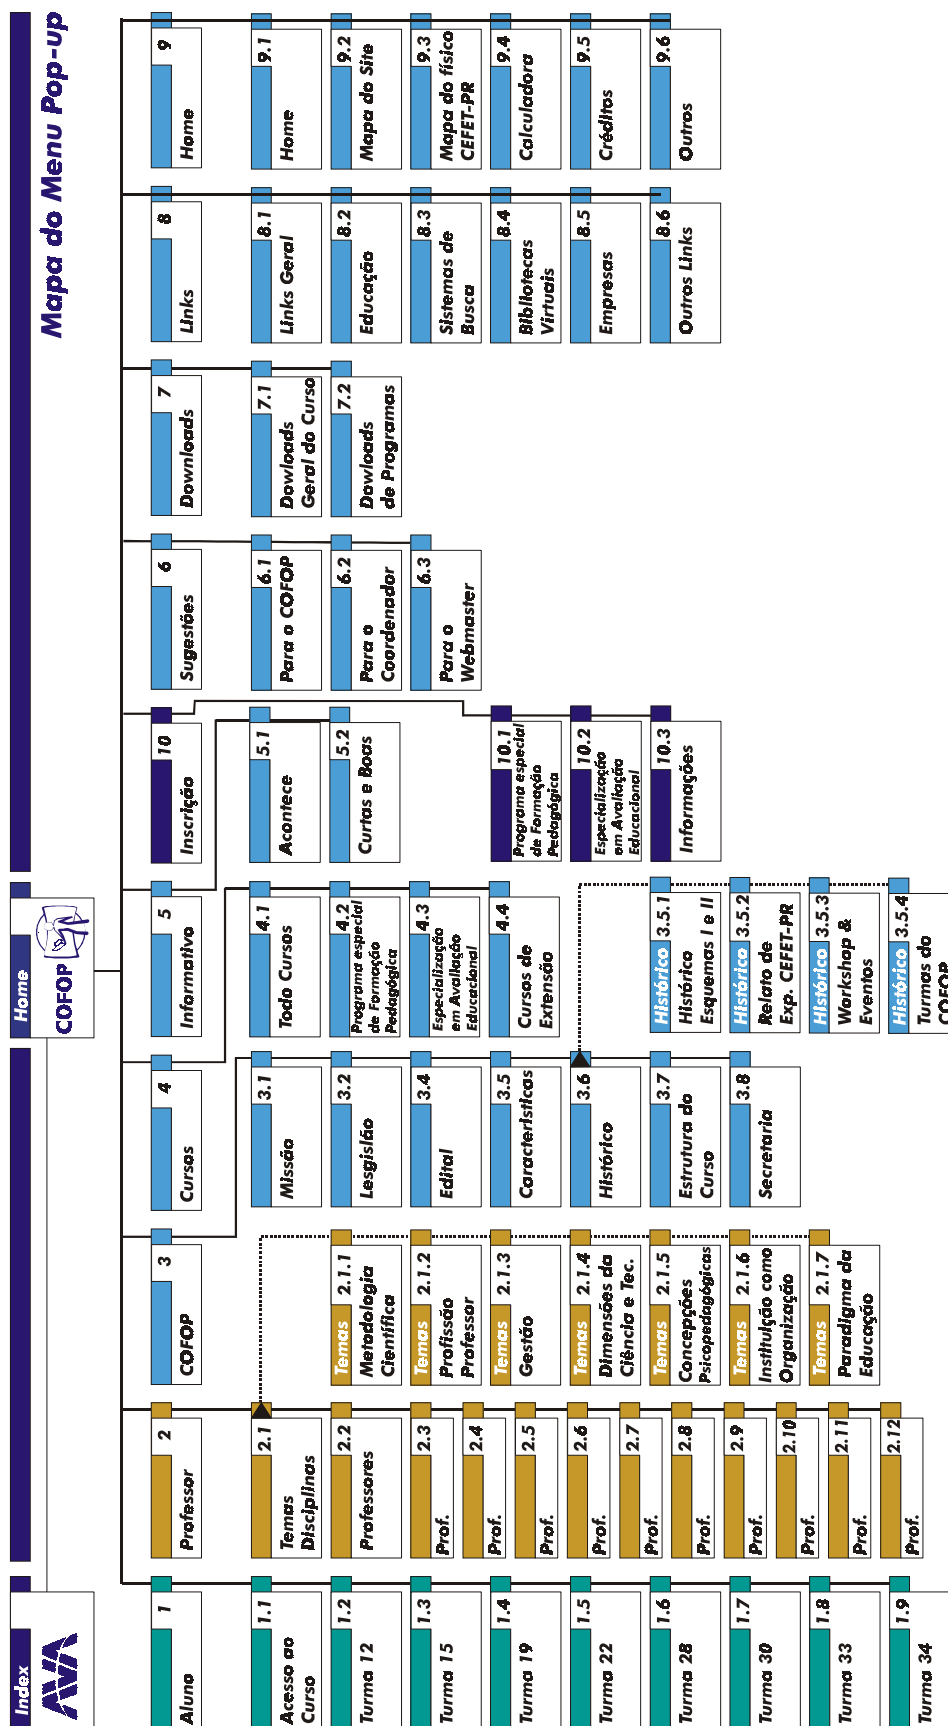 Mapa do Menu Pop-up
Index
AVA
Home
COFOP
1
Aluno
1.1
Acesso ao
Curso
1.2
Turma 12
1.3
Turma 15
1.4
Turma 19
1.5
Turma 22
1.6
Turma 28
1.7
Turma 30
1.8
Turma 33
1.9
Turma 34
2
Professor
2.1
Temas
Disciplinas
2.2
Professores
2.3
Prof.
2.4
Prof.
2.5
Prof.
2.6
Prof.
2.7
Prof.
2.8
Prof.
2.9
Prof.
2.10
Prof.
2.11
Prof.
2.12
Prof.
Temas 2.1.1
Metodologia
Científica
Temas 2.1.2
Profissão
Professor
Temas 2.1.3
Gestão
Temas 2.1.4
Dimensões da
Ciência e Tec.
Temas 2.1.5
Concepções
Psicopedagógicas
Temas 2.1.6
Instituição como
Organização
Temas 2.1.7
Paradigma da
Educação
3
COFOP
3.1
Missão
3.2
Lesgislão
3.4
Edital
3.5
Características
3.6
Histórico
3.7
Estrutura do
Curso
3.8
Secretaria
Histórico 3.5.1
Histórico
Esquemas I e II
Histórico 3.5.2
Relato de
Exp. CEFET-PR
Histórico 3.5.3
Workshop &
Eventos
Histórico 3.5.4
Turmas do
COFOP
4
Cursos
4.1
Todo Cursos
4.2
Programa especial
de Formação
Pedagógica
4.3
Especialização
em Avaliação
Educacional
4.4
Cursos de
Extensão
5
Informativo
5.1
Acontece
5.2
Curtas e Boas
10
Inscrição
10.1
Programa especial
de Formação
Pedagógica
10.2
Especialização
em Avaliação
Educacional
10.3
Informações
6
Sugestões
6.1
Para o COFOP
6.2
Para o
Coordenador
6.3
Para o
Webmaster
7
Downloads
7.1
Dowloads
Geral do Curso
7.2
Dowloads
de Programas
8
Links
8.1
Links Geral
8.2
Educação
8.3
Sistemas de
Busca
8.4
Bibliotecas
Virtuais
8.5
Empresas
8.6
Outros Links
9
Home
9.1
Home
9.2
Mapa do Site
9.3
Mapa do físico
CEFET-PR
9.4
Calculadora
9.5
Créditos
9.6
Outros